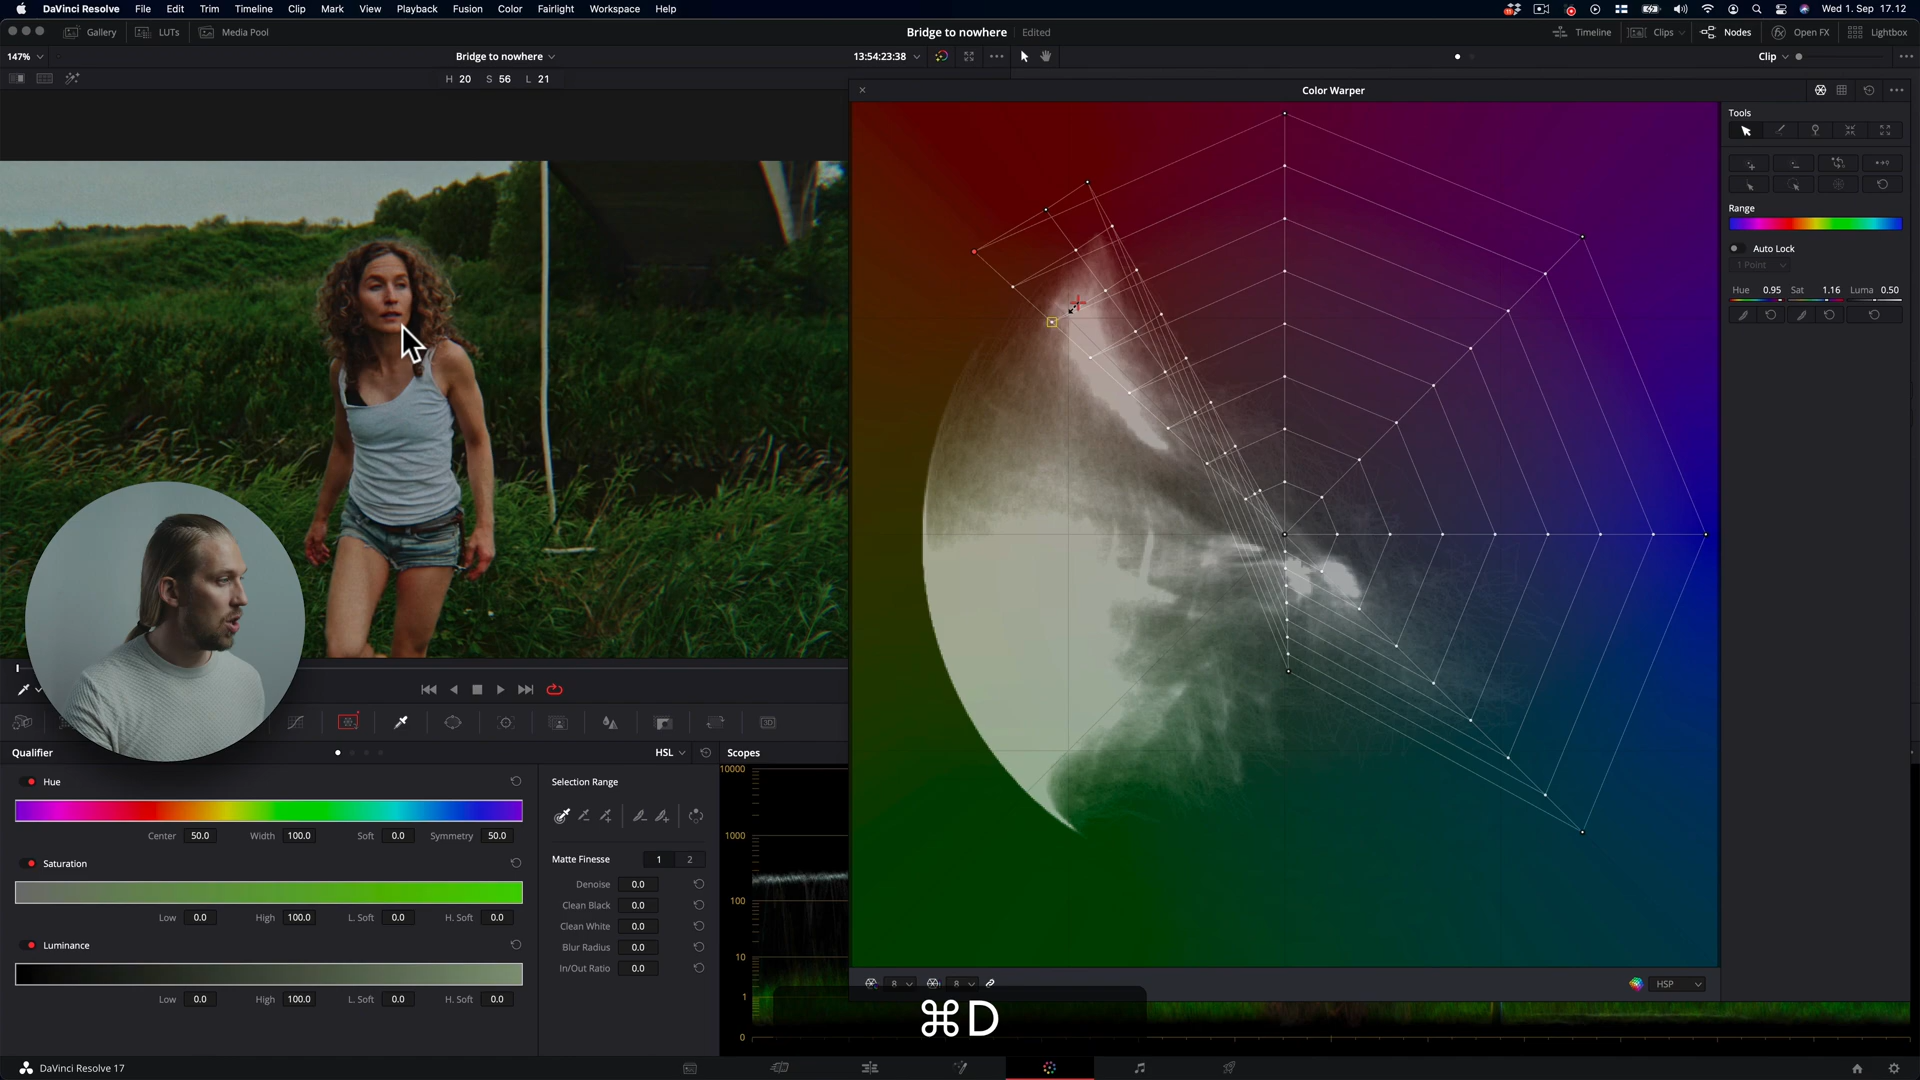 DaVinci Resolve File Edit Trim Timeline Clip Mark View Playback Fusion Color Fairlight Workspace Help Wed 1. Sep 17.12
Gallery LUTs Media Pool Bridge to nowhere Edited Timeline Clips Nodes Open FX Lightbox
147% Bridge to nowhere 13:54:23:38 Clip
H 20 S 56 L 21
Color Warper
Tools
Range
Auto Lock
1 Point
Hue 0.95 Sat 1.16 Luma 0.50
Qualifier HSL Scopes
Hue
Center 50.0 Width 100.0 Soft 0.0 Symmetry 50.0
Saturation
Low 0.0 High 100.0 L. Soft 0.0 H. Soft 0.0
Luminance
Low 0.0 High 100.0 L. Soft 0.0 H. Soft 0.0
Selection Range
Matte Finesse 1 2
Denoise 0.0
Clean Black 0.0
Clean White 0.0
Blur Radius 0.0
In/Out Ratio 0.0
10000
1000
100
10
1
0
8 8 HSP
⌘D
DaVinci Resolve 17